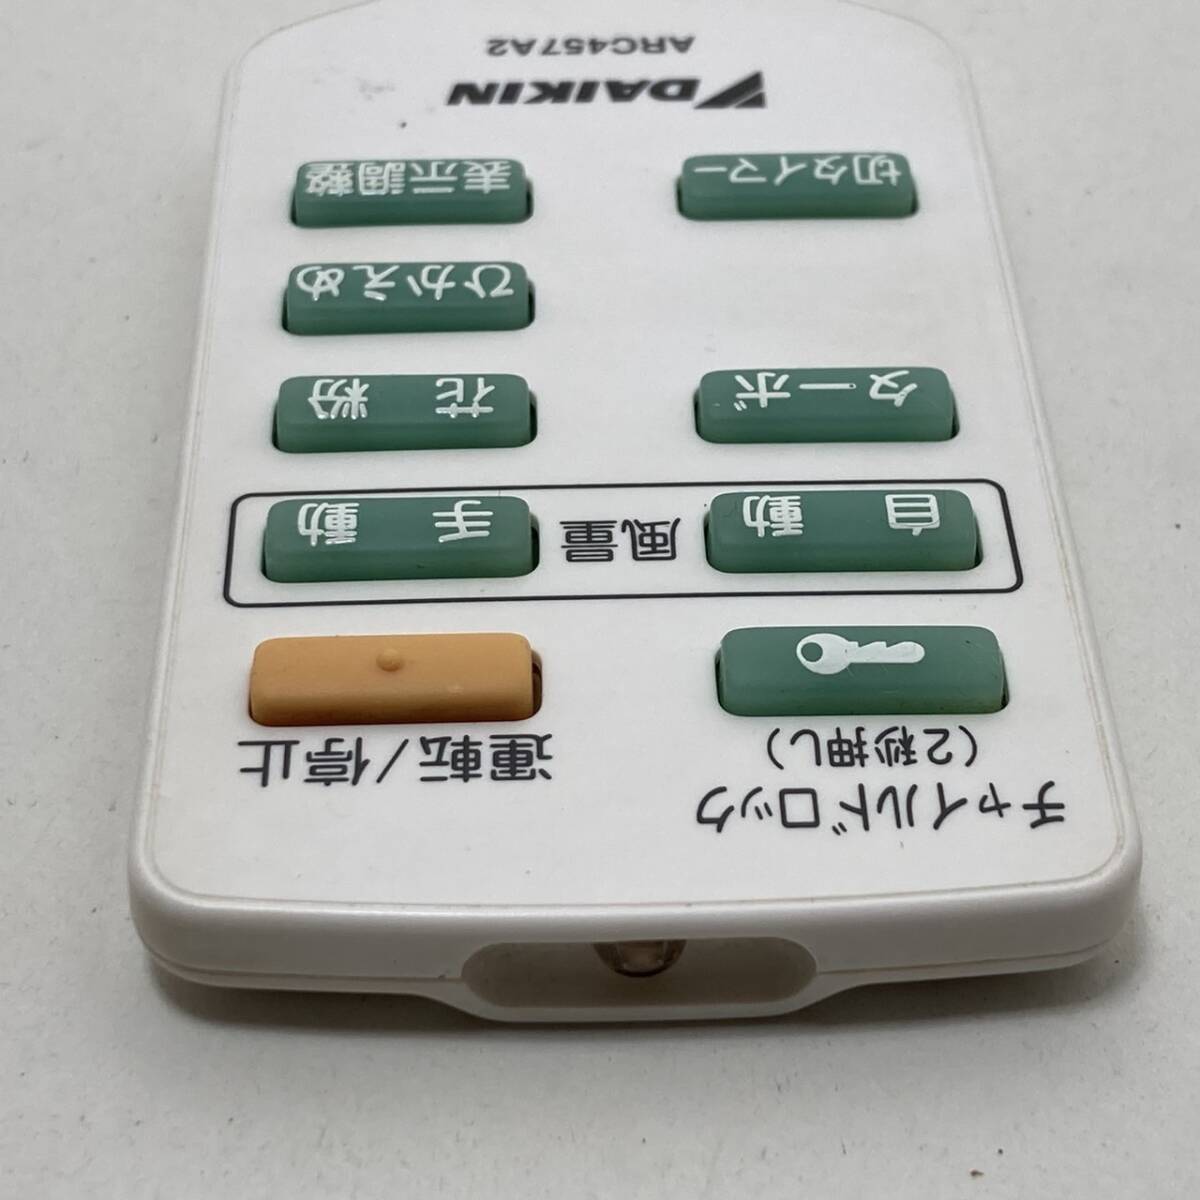 チャイルドロック
(2秒押し)
運転/停止
自動
風量
手動
ターボ
花粉
ひかえめ
切タイマー
表示調整
DAIKIN
ARC457A2